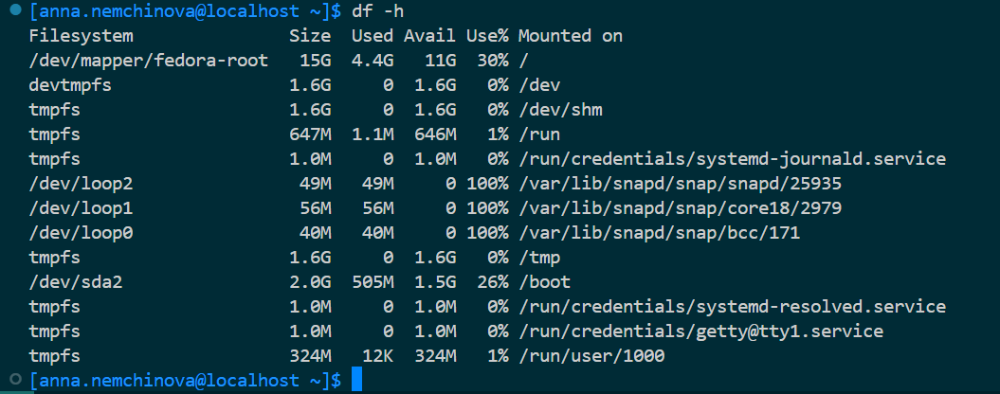 [anna.nemchinova@localhost ~]$ df -h
Filesystem               Size  Used Avail Use% Mounted on
/dev/mapper/fedora-root   15G  4.4G   11G  30% /
devtmpfs                 1.6G     0  1.6G   0% /dev
tmpfs                    1.6G     0  1.6G   0% /dev/shm
tmpfs                    647M  1.1M  646M   1% /run
tmpfs                    1.0M     0  1.0M   0% /run/credentials/systemd-journald.service
/dev/loop2                49M   49M     0 100% /var/lib/snapd/snap/snapd/25935
/dev/loop1                56M   56M     0 100% /var/lib/snapd/snap/core18/2979
/dev/loop0                40M   40M     0 100% /var/lib/snapd/snap/bcc/171
tmpfs                    1.6G     0  1.6G   0% /tmp
/dev/sda2                2.0G  505M  1.5G  26% /boot
tmpfs                    1.0M     0  1.0M   0% /run/credentials/systemd-resolved.service
tmpfs                    1.0M     0  1.0M   0% /run/credentials/getty@tty1.service
tmpfs                    324M   12K  324M   1% /run/user/1000
[anna.nemchinova@localhost ~]$